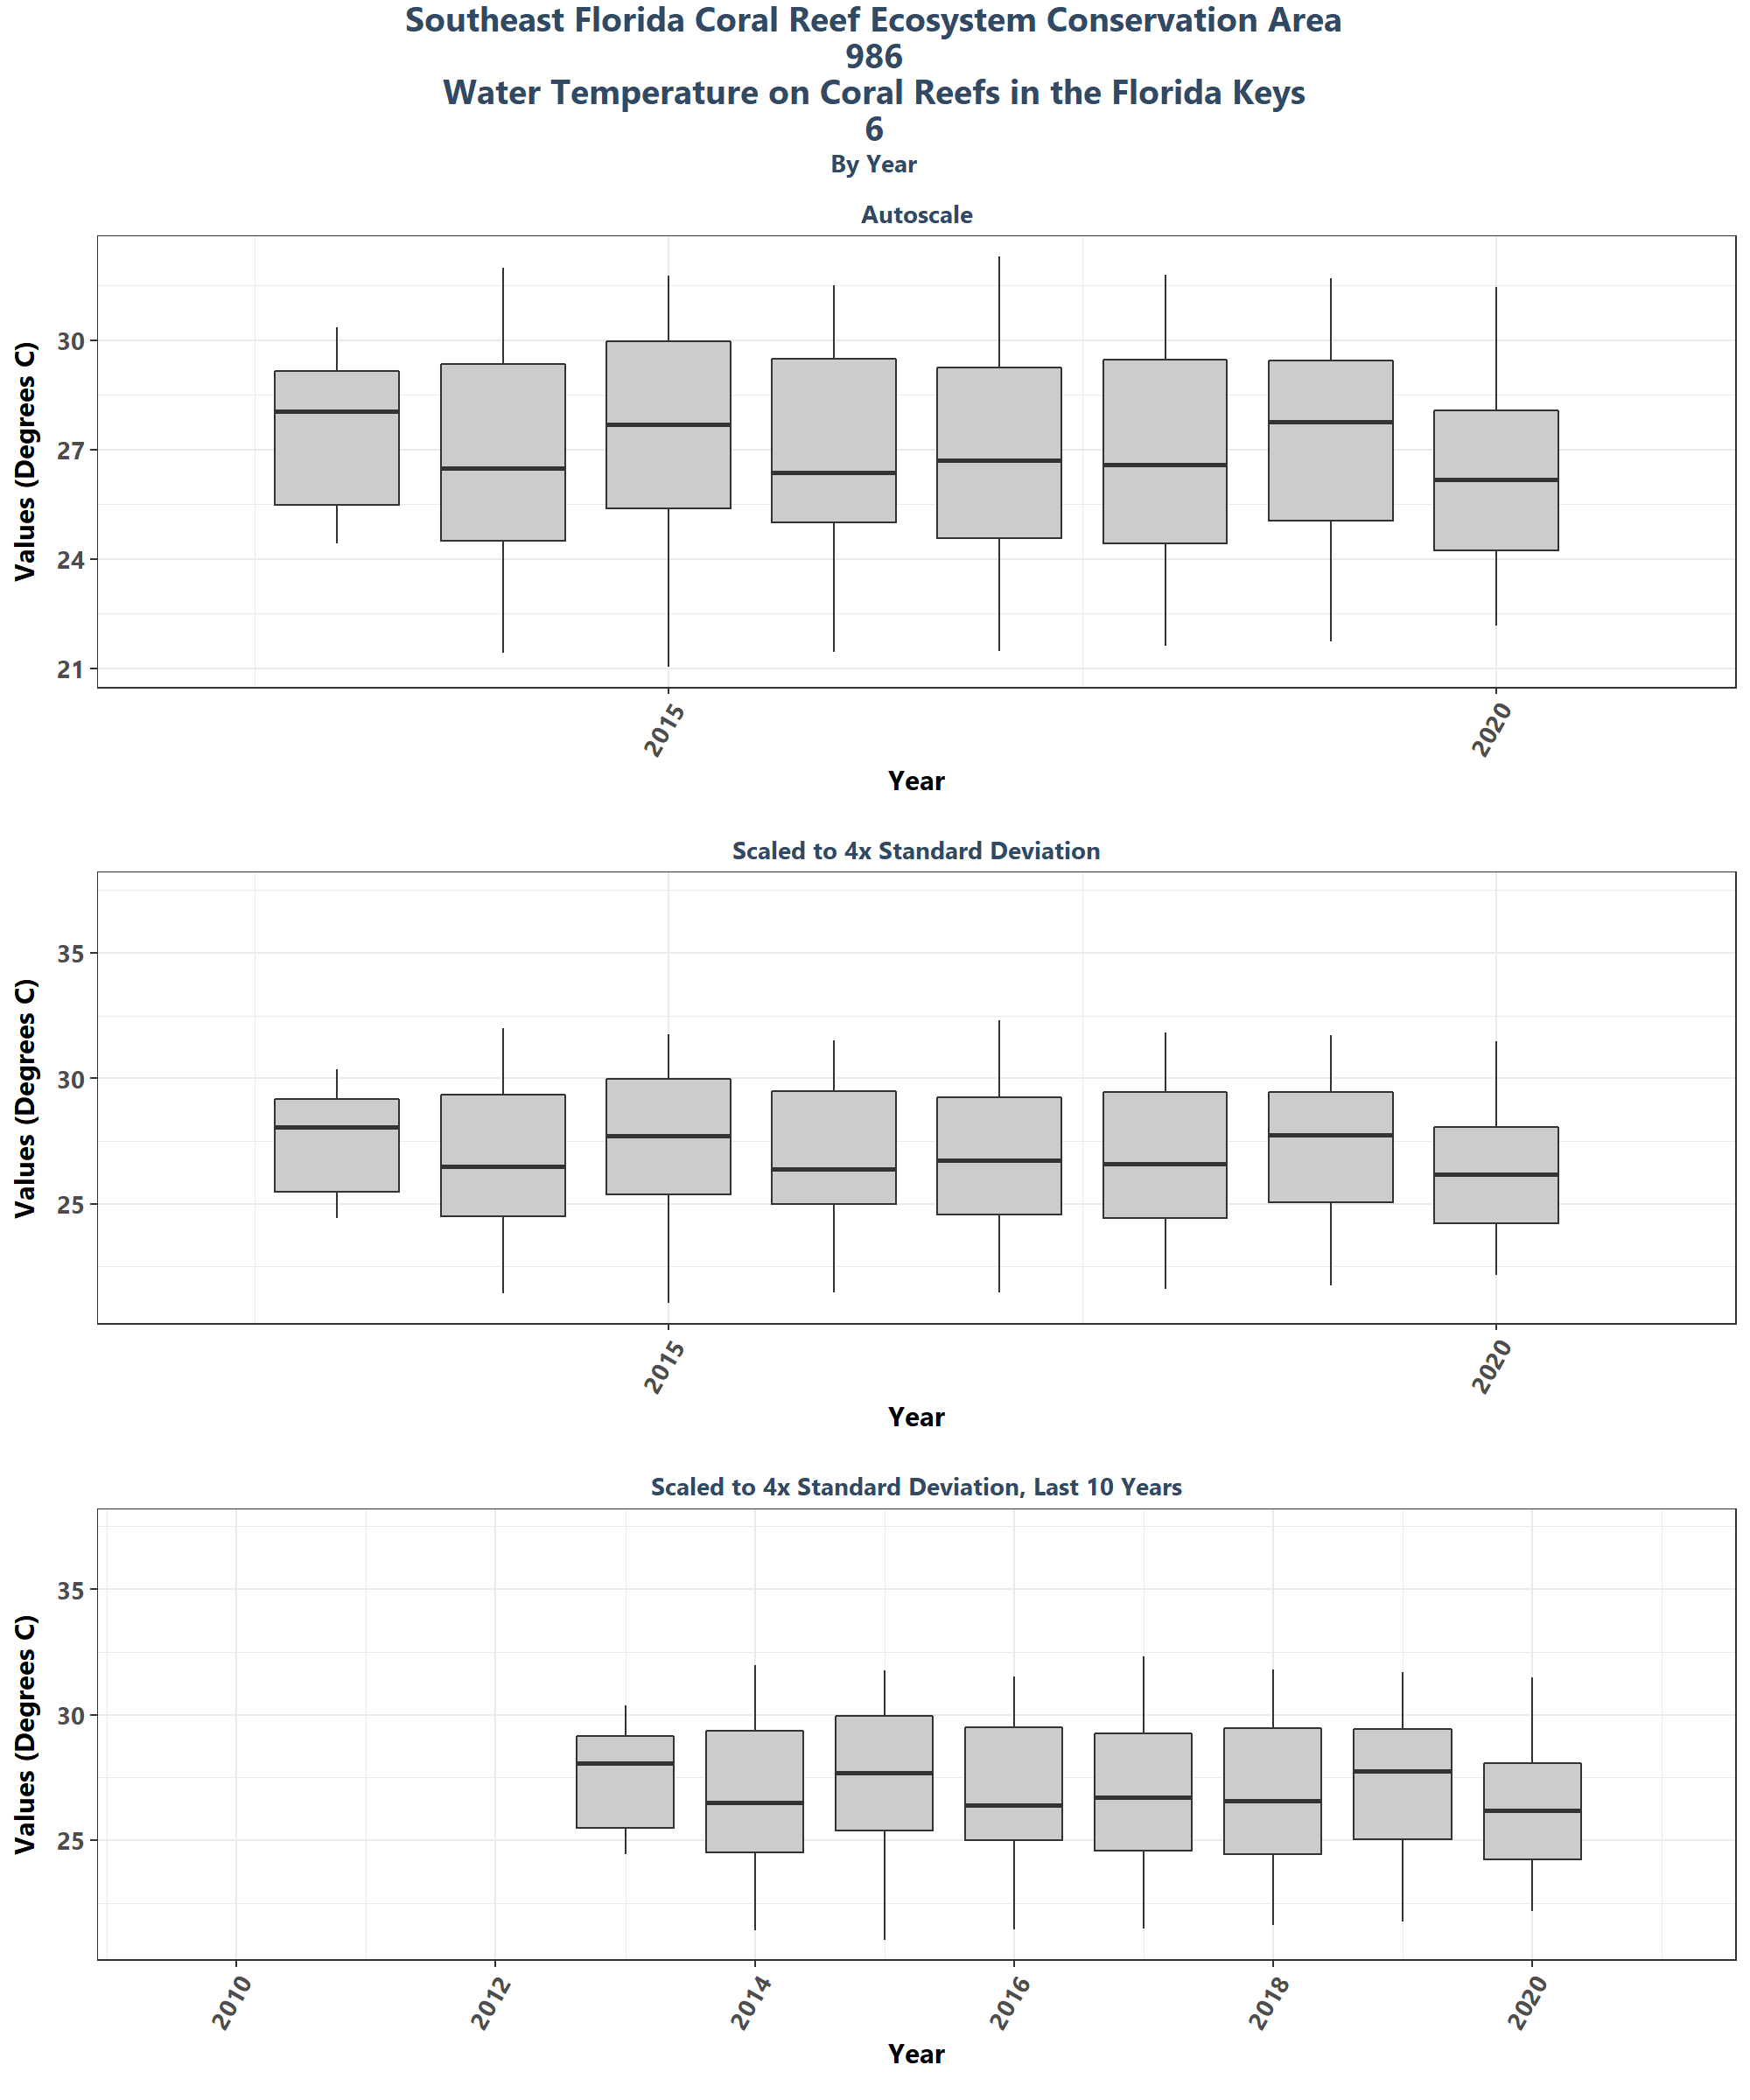 Southeast Florida Coral Reef Ecosystem Conservation Area
986
Water Temperature on Coral Reefs in the Florida Keys
6
By Year
Autoscale
Values (Degrees C)
30
27
24
21
2015
2020
Year
Scaled to 4x Standard Deviation
Values (Degrees C)
35
30
25
2015
2020
Year
Scaled to 4x Standard Deviation, Last 10 Years
Values (Degrees C)
35
30
25
2010
2012
2014
2016
2018
2020
Year